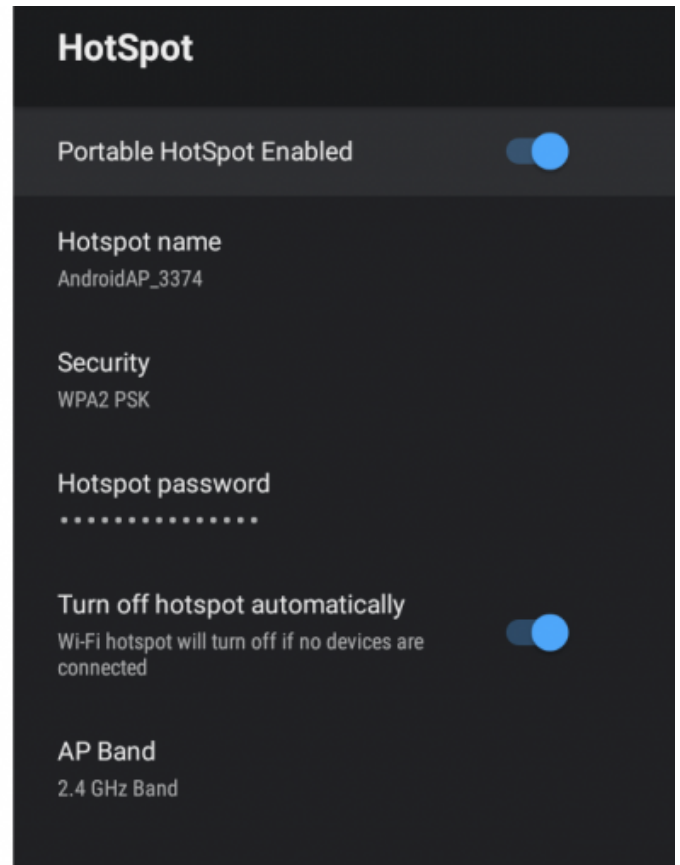 HotSpot
Portable HotSpot Enabled
Hotspot name
AndroidAP_3374
Security
WPA2 PSK
Hotspot password
•••••••••••••••
Turn off hotspot automatically
Wi-Fi hotspot will turn off if no devices are
connected
AP Band
2.4 GHz Band